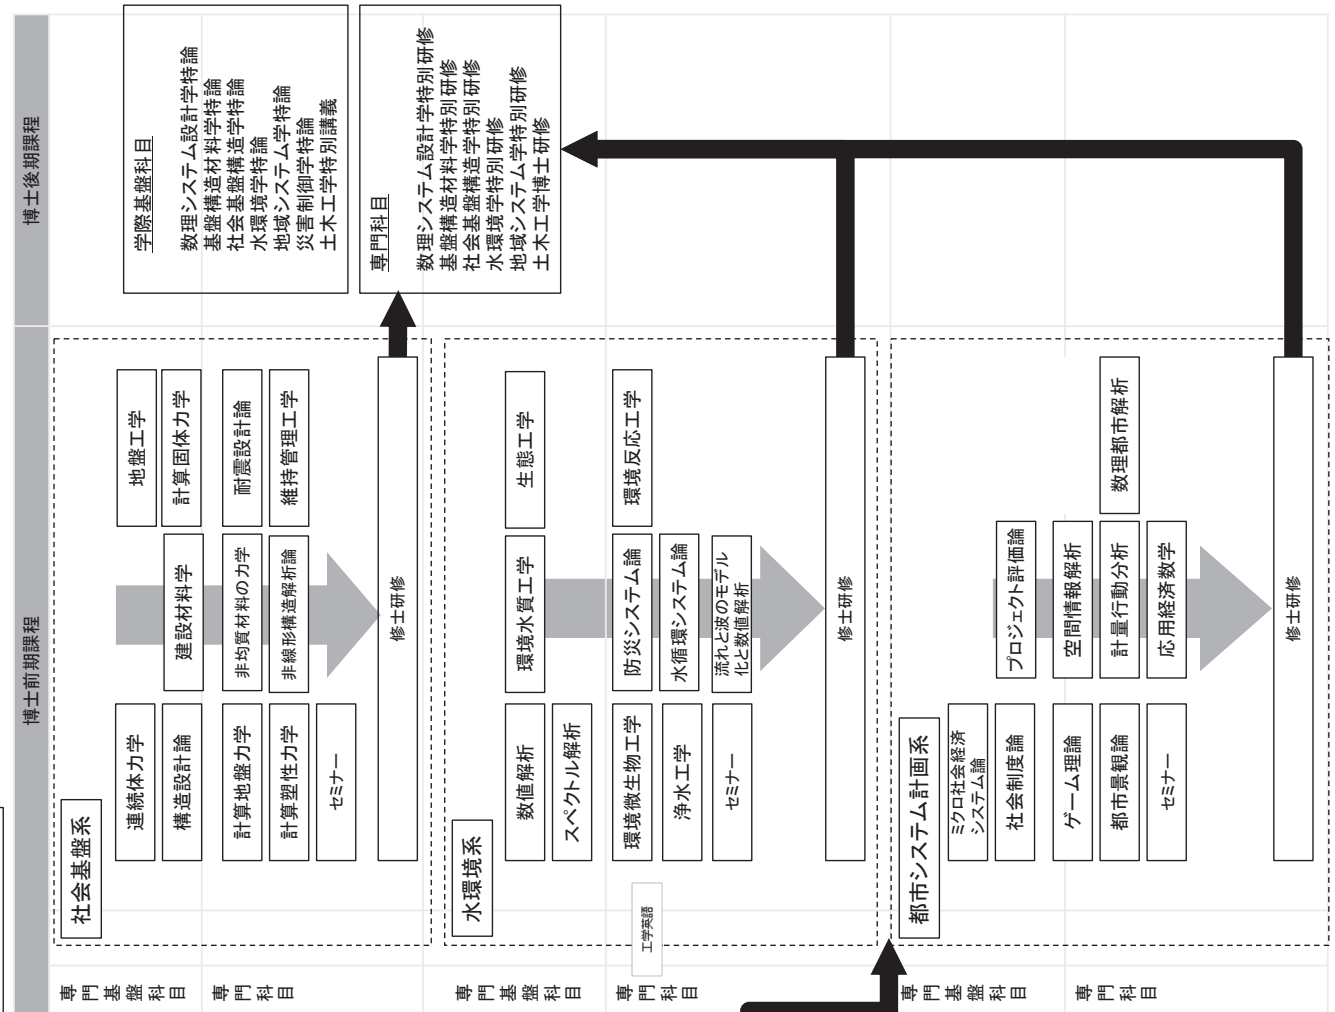 博士後期課程
博士前期課程
学際基盤科目
数理システム設計学特論
基盤構造材料学特論
社会基盤構造学特論
水環境学特論
地域システム学特論
災害制御学特論
土木工学特別講義
専門科目
数理システム設計学特別研修
基盤構造材料学特別研修
社会基盤構造学特別研修
水環境学特別研修
地域システム学特別研修
土木工学博士研修
社会基盤系
連続体力学
構造設計論
計算地盤力学
計算塑性力学
セミナー
建設材料学
非均質材料の力学
非線形構造解析論
地盤工学
計算固体力学
耐震設計論
維持管理工学
修士研修
専門基盤科目
専門科目
水環境系
数値解析
スペクトル解析
環境微生物工学
浄水工学
セミナー
環境水質工学
防災システム論
水循環システム論
流れと波のモデル
化と数値解析
生態工学
環境反応工学
修士研修
工学英語
専門基盤科目
専門科目
都市システム計画系
ミクロ社会経済
システム論
社会制度論
ゲーム理論
都市景観論
セミナー
プロジェクト評価論
空間情報解析
計量行動分析
応用経済数学
数理都市解析
修士研修
専門基盤科目
専門科目